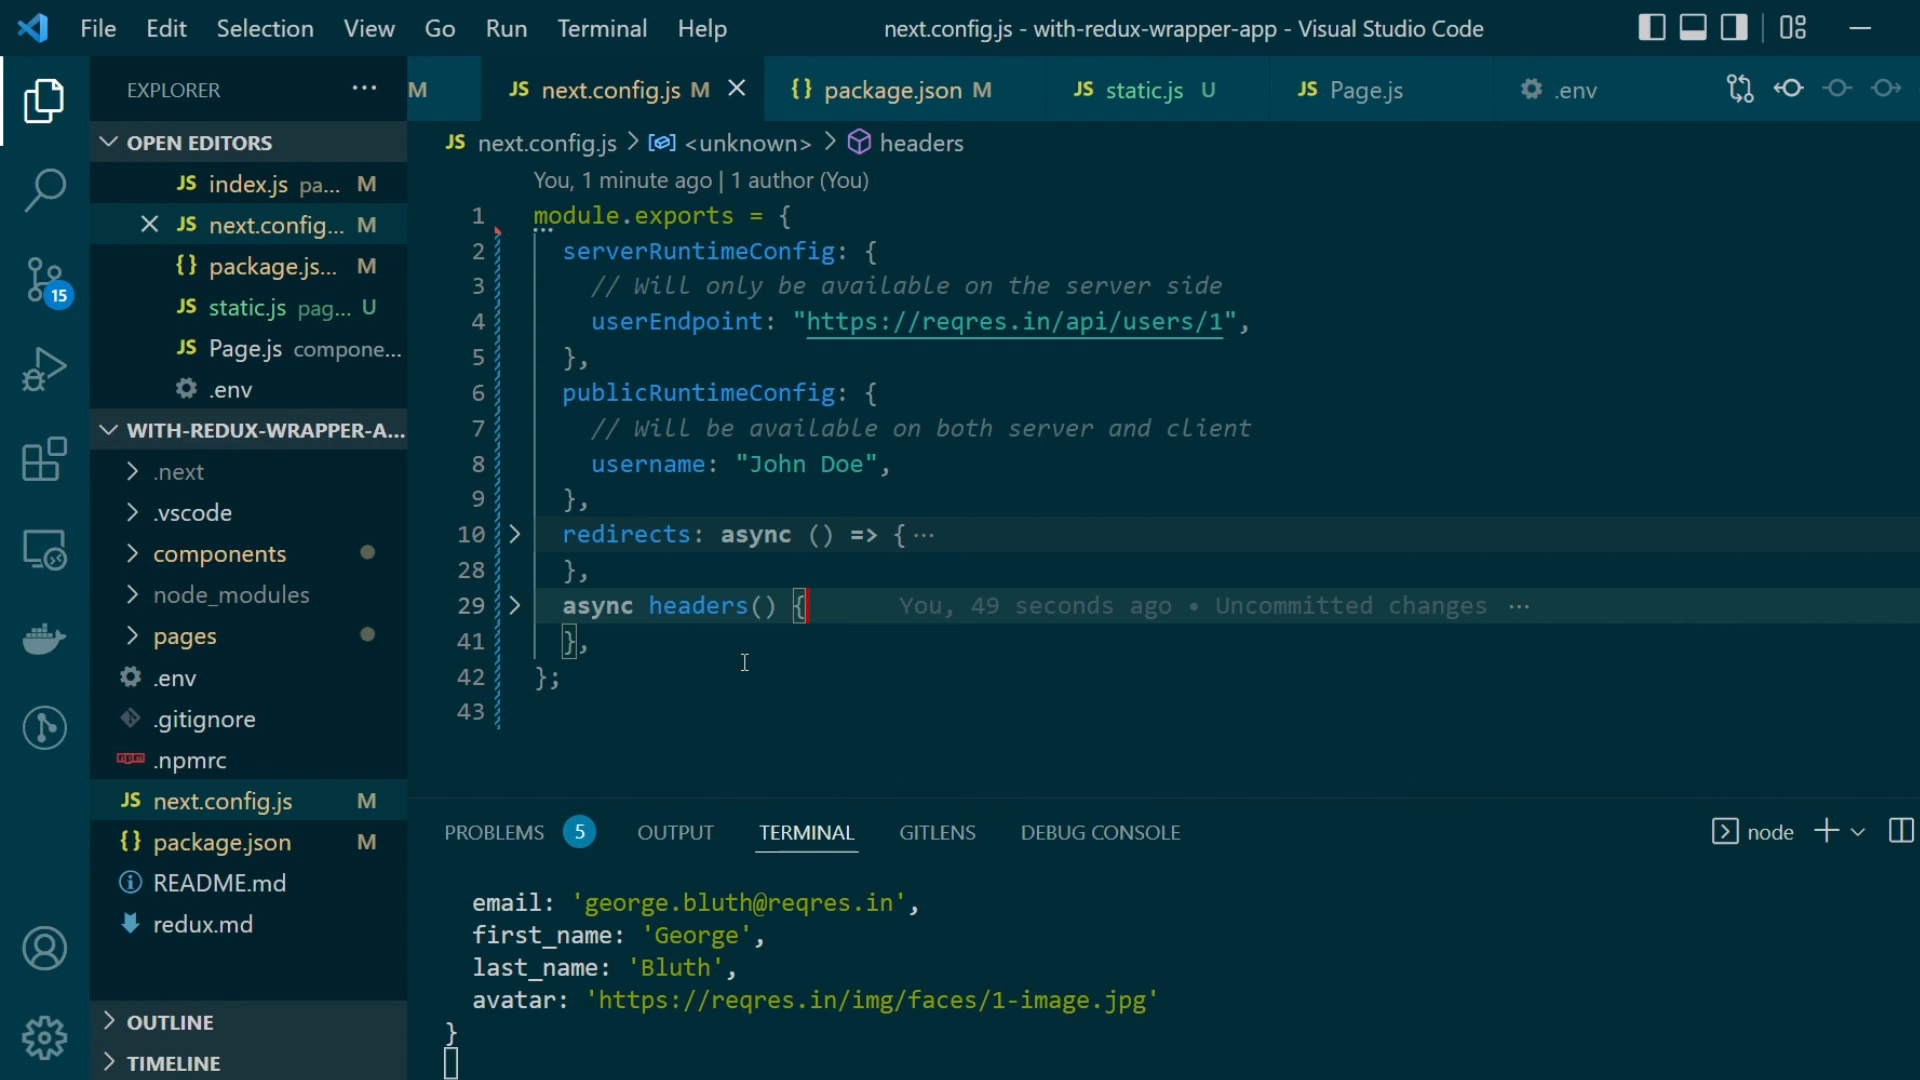 File Edit Selection View Go Run Terminal Help next.config.js - with-redux-wrapper-app - Visual Studio Code
EXPLORER ···
M JS next.config.js M {} package.json M JS static.js U JS Page.js .env
OPEN EDITORS
JS index.js pa... M
JS next.config... M
{} package.js... M
JS static.js pag... U
JS Page.js compone...
.env
WITH-REDUX-WRAPPER-A...
.next
.vscode
components
node_modules
pages
.env
.gitignore
.npmrc
JS next.config.js M
{} package.json M
README.md
redux.md
OUTLINE
TIMELINE
15
JS next.config.js > <unknown> > headers
You, 1 minute ago | 1 author (You)
1 module.exports = {
2 serverRuntimeConfig: {
3 // Will only be available on the server side
4 userEndpoint: "https://reqres.in/api/users/1",
5 },
6 publicRuntimeConfig: {
7 // Will be available on both server and client
8 username: "John Doe",
9 },
10 redirects: async () => {···
28 },
29 async headers() { You, 49 seconds ago • Uncommitted changes ···
41 },
42 };
43
PROBLEMS 5 OUTPUT TERMINAL GITLENS DEBUG CONSOLE node
email: 'george.bluth@reqres.in',
first_name: 'George',
last_name: 'Bluth',
avatar: 'https://reqres.in/img/faces/1-image.jpg'
}